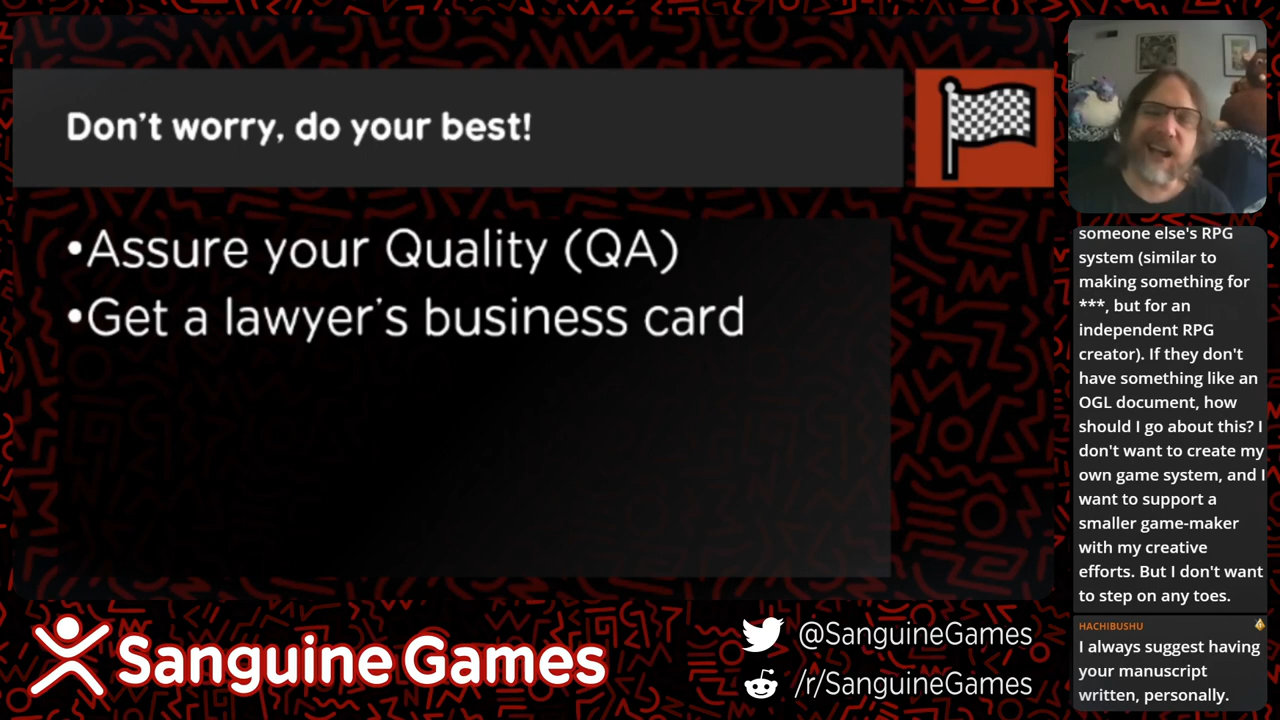 Don't worry, do your best!
•Assure your Quality (QA)
•Get a lawyer's business card
someone else's RPG
system (similar to
making something for
***, but for an
independent RPG
creator). If they don't
have something like an
OGL document, how
should I go about this? I
don't want to create my
own game system, and I
want to support a
smaller game-maker
with my creative
efforts. But I don't want
to step on any toes.
HACHIBUSHU
I always suggest having
your manuscript
written, personally.
Sanguine Games
@SanguineGames
/r/SanguineGames